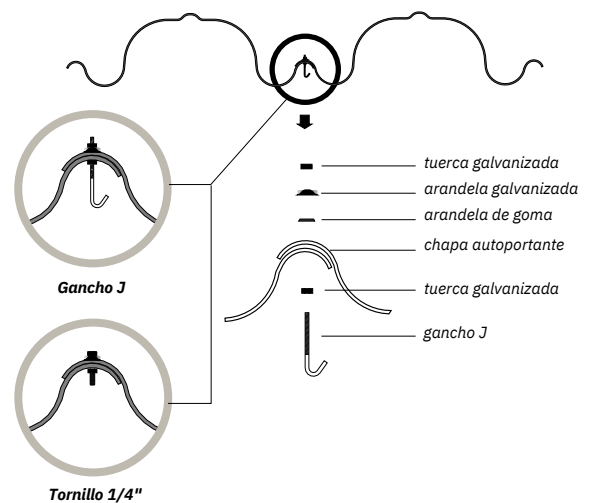 tuerca galvanizada
arandela galvanizada
arandela de goma
chapa autoportante
tuerca galvanizada
gancho J
Gancho J
Tornillo 1/4"